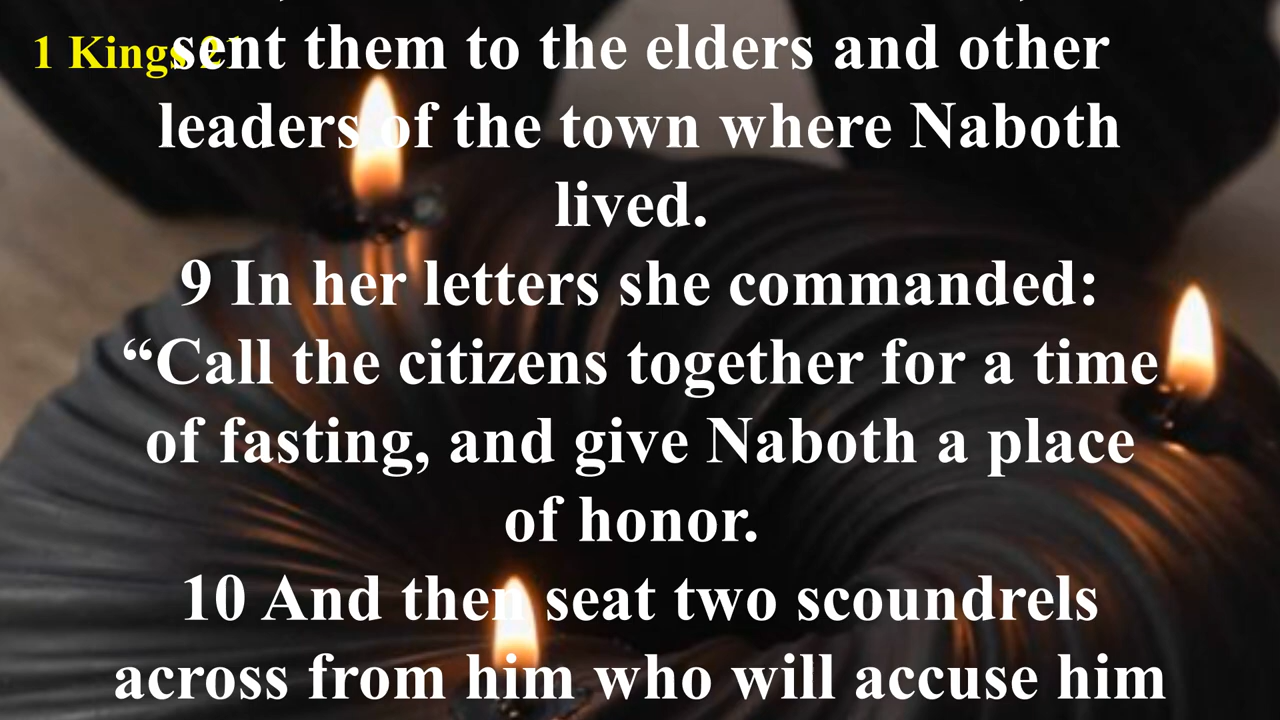 1 Kings 2
sent them to the elders and other
leaders of the town where Naboth
lived.
9 In her letters she commanded:
“Call the citizens together for a time
of fasting, and give Naboth a place
of honor.
10 And then seat two scoundrels
across from him who will accuse him